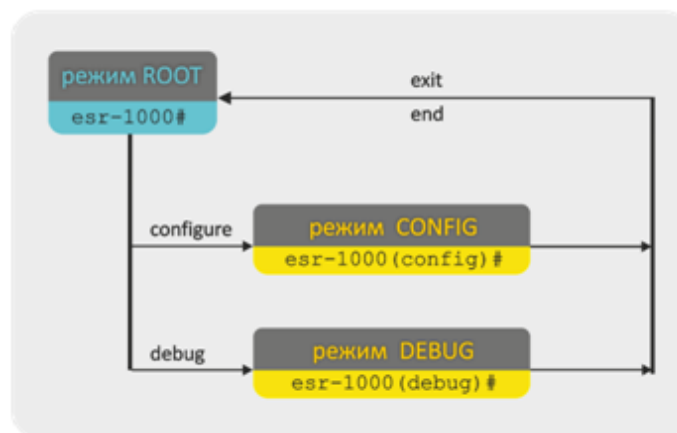 режим ROOT
esr-1000#
exit
end
configure
режим CONFIG
esr-1000(config)#
debug
режим DEBUG
esr-1000(debug)#